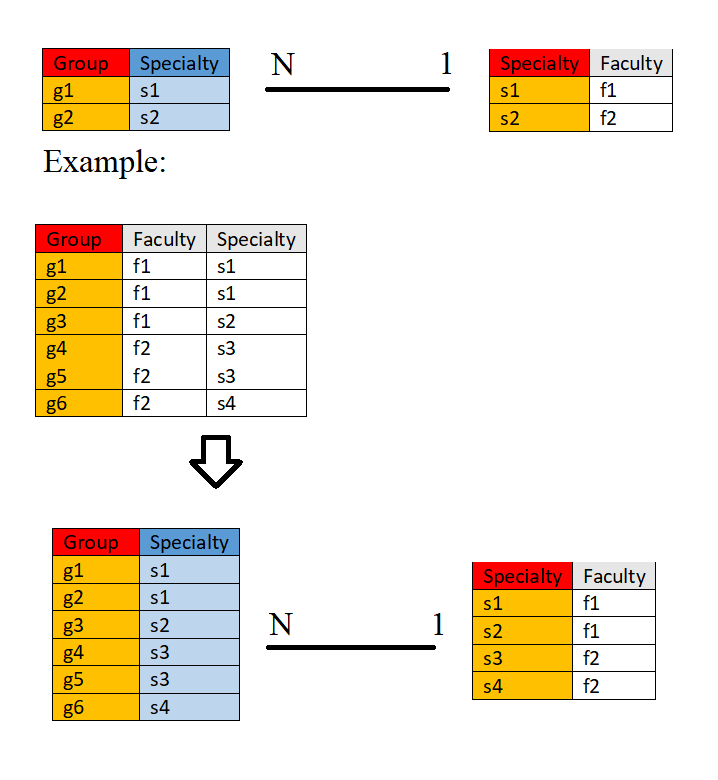 Group Specialty N 1 Specialty Faculty
g1 s1 s1 f1
g2 s2 s2 f2
Example:
Group Faculty Specialty
g1 f1 s1
g2 f1 s1
g3 f1 s2
g4 f2 s3
g5 f2 s3
g6 f2 s4
Group Specialty
g1 s1
g2 s1
g3 s2
g4 s3
g5 s3
g6 s4
N 1
Specialty Faculty
s1 f1
s2 f1
s3 f2
s4 f2